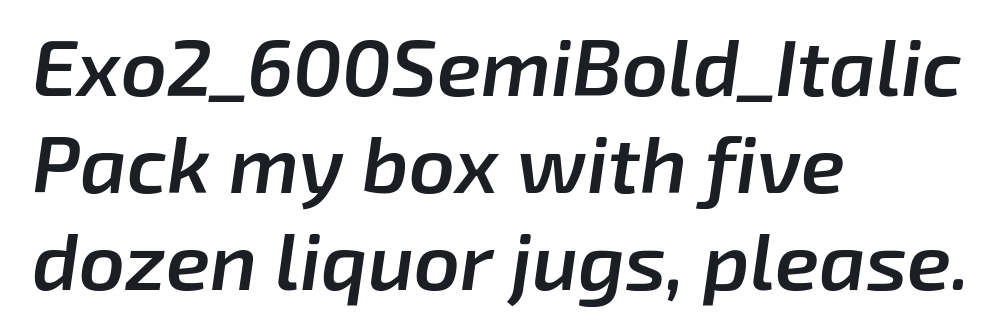 Exo2_600SemiBold_Italic
Pack my box with five
dozen liquor jugs, please.